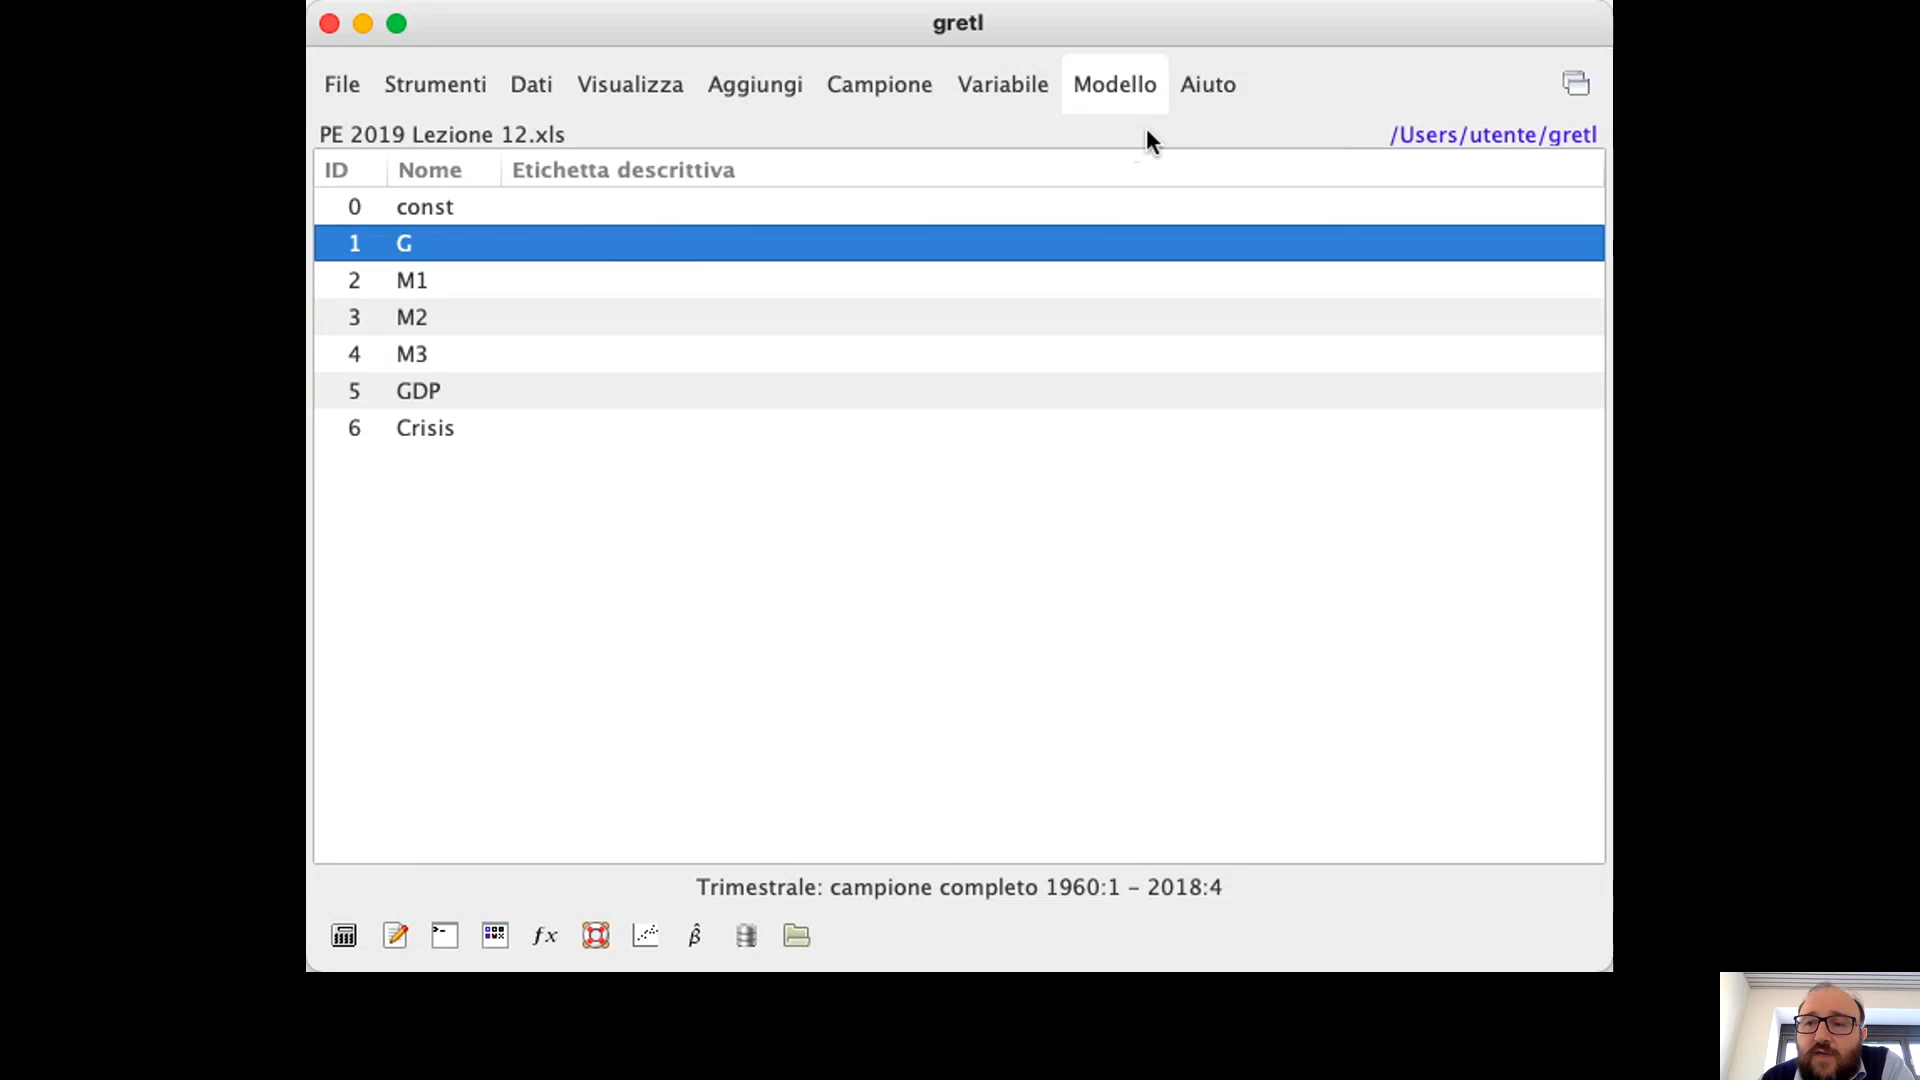 gretl
File Strumenti Dati Visualizza Aggiungi Campione Variabile Modello Aiuto
PE 2019 Lezione 12.xls /Users/utente/gretl
ID Nome Etichetta descrittiva
0 const
1 G
2 M1
3 M2
4 M3
5 GDP
6 Crisis
Trimestrale: campione completo 1960:1 – 2018:4
fx β̂